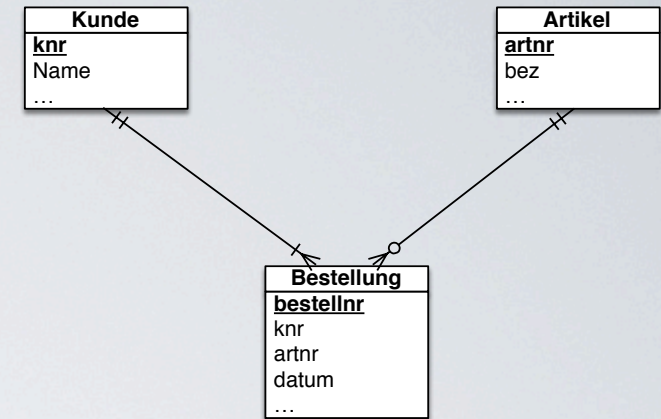 Kunde
knr
Name
…
Artikel
artnr
bez
…
Bestellung
bestellnr
knr
artnr
datum
…